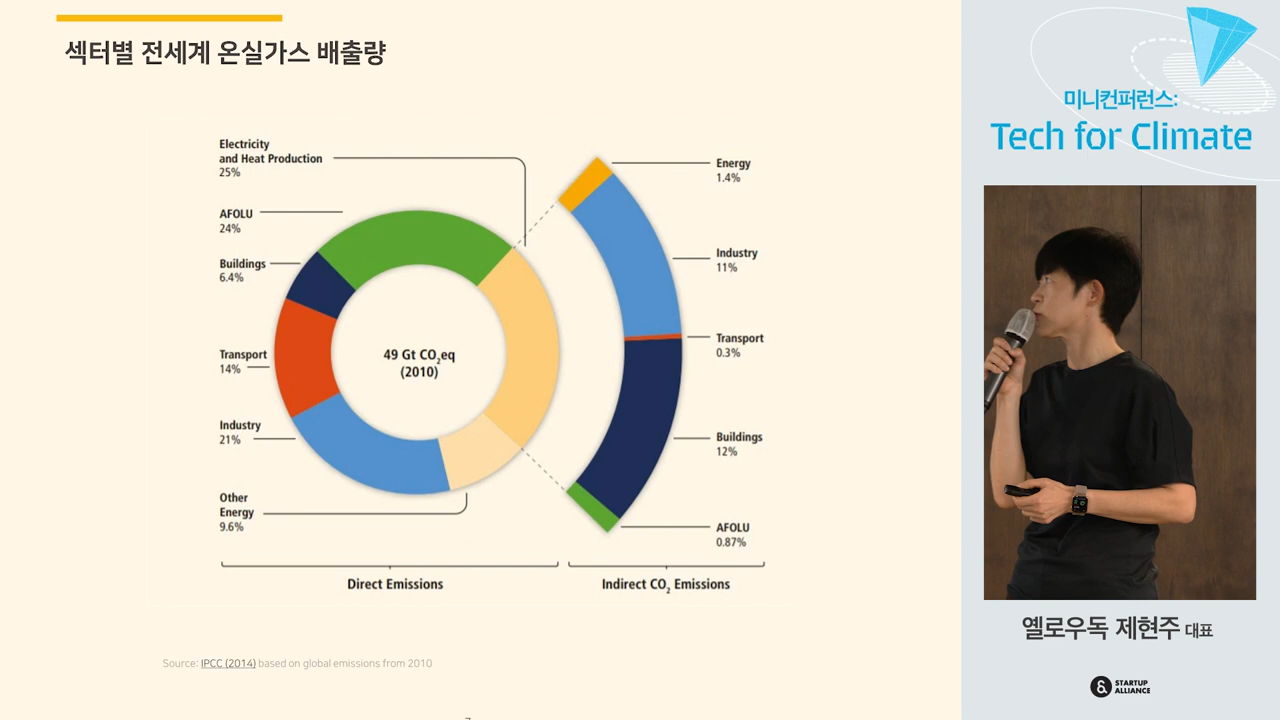 섹터별 전세계 온실가스 배출량
Electricity
and Heat Production
25%
AFOLU
24%
Buildings
6.4%
Transport
14%
Industry
21%
Other
Energy
9.6%
49 Gt CO₂eq
(2010)
Energy
1.4%
Industry
11%
Transport
0.3%
Buildings
12%
AFOLU
0.87%
Direct Emissions
Indirect CO₂ Emissions
Source: IPCC (2014) based on global emissions from 2010
미니컨퍼런스:
Tech for Climate
옐로우독 제현주 대표
STARTUP
ALLIANCE